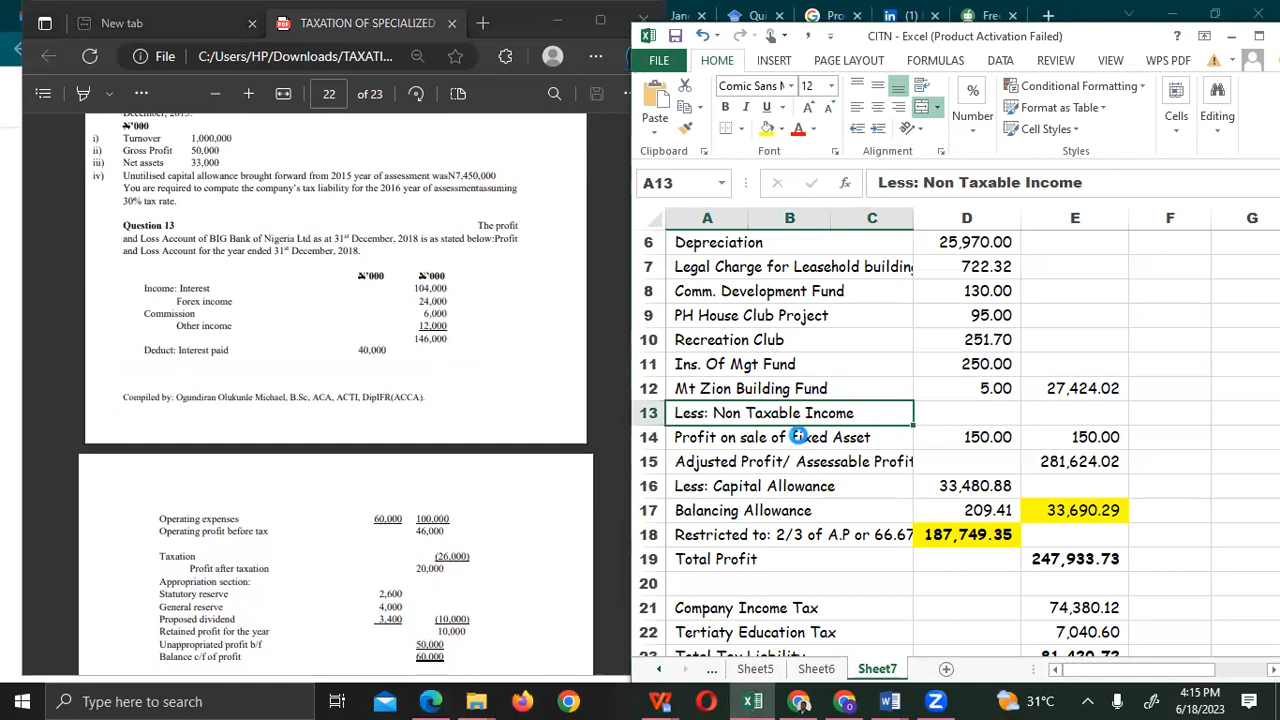 New tab
TAXATION OF SPECIALIZED
File
C:/Users/HP/Downloads/TAXATI...
22
of 23
₦'000
i) Turnover 1,000,000
ii) Gross Profit 50,000
iii) Net assets 33,000
iv) Unutilised capital allowance brought forward from 2015 year of assessment wasN7,450,000
You are required to compute the company's tax liability for the 2016 year of assessmentassuming
30% tax rate.
Question 13 The profit
and Loss Account of BIG Bank of Nigeria Ltd as at 31st December, 2018 is as stated below:Profit
and Loss Account for the year ended 31st December, 2018.
₦'000 ₦'000
Income: Interest 104,000
Forex income 24,000
Commission 6,000
Other income 12,000
146,000
Deduct: Interest paid 40,000
Compiled by: Ogundiran Olukunle Michael, B.Sc, ACA, ACTI, DipIFR(ACCA).
Operating expenses 60,000 100,000
Operating profit before tax 46,000
Taxation (26,000)
Profit after taxation 20,000
Appropriation section:
Statutory reserve 2,600
General reserve 4,000
Proposed dividend 3,400 (10,000)
Retained profit for the year 10,000
Unappropriated profit b/f 50,000
Balance c/f of profit 60,000
CITN - Excel (Product Activation Failed)
FILE HOME INSERT PAGE LAYOUT FORMULAS DATA REVIEW VIEW WPS PDF
Paste
Comic Sans M 12
B I U
%
Number
Conditional Formatting
Format as Table
Cell Styles
Cells
Editing
Clipboard Font Alignment Styles
A13 fx Less: Non Taxable Income
A B C D E F G
6 Depreciation 25,970.00
7 Legal Charge for Leasehold building 722.32
8 Comm. Development Fund 130.00
9 PH House Club Project 95.00
10 Recreation Club 251.70
11 Ins. Of Mgt Fund 250.00
12 Mt Zion Building Fund 5.00 27,424.02
13 Less: Non Taxable Income
14 Profit on sale of fixed Asset 150.00 150.00
15 Adjusted Profit/ Assessable Profit 281,624.02
16 Less: Capital Allowance 33,480.88
17 Balancing Allowance 209.41 33,690.29
18 Restricted to: 2/3 of A.P or 66.67 187,749.35
19 Total Profit 247,933.73
20
21 Company Income Tax 74,380.12
22 Tertiaty Education Tax 7,040.60
... Sheet5 Sheet6 Sheet7
Type here to search
31°C
4:15 PM
6/18/2023